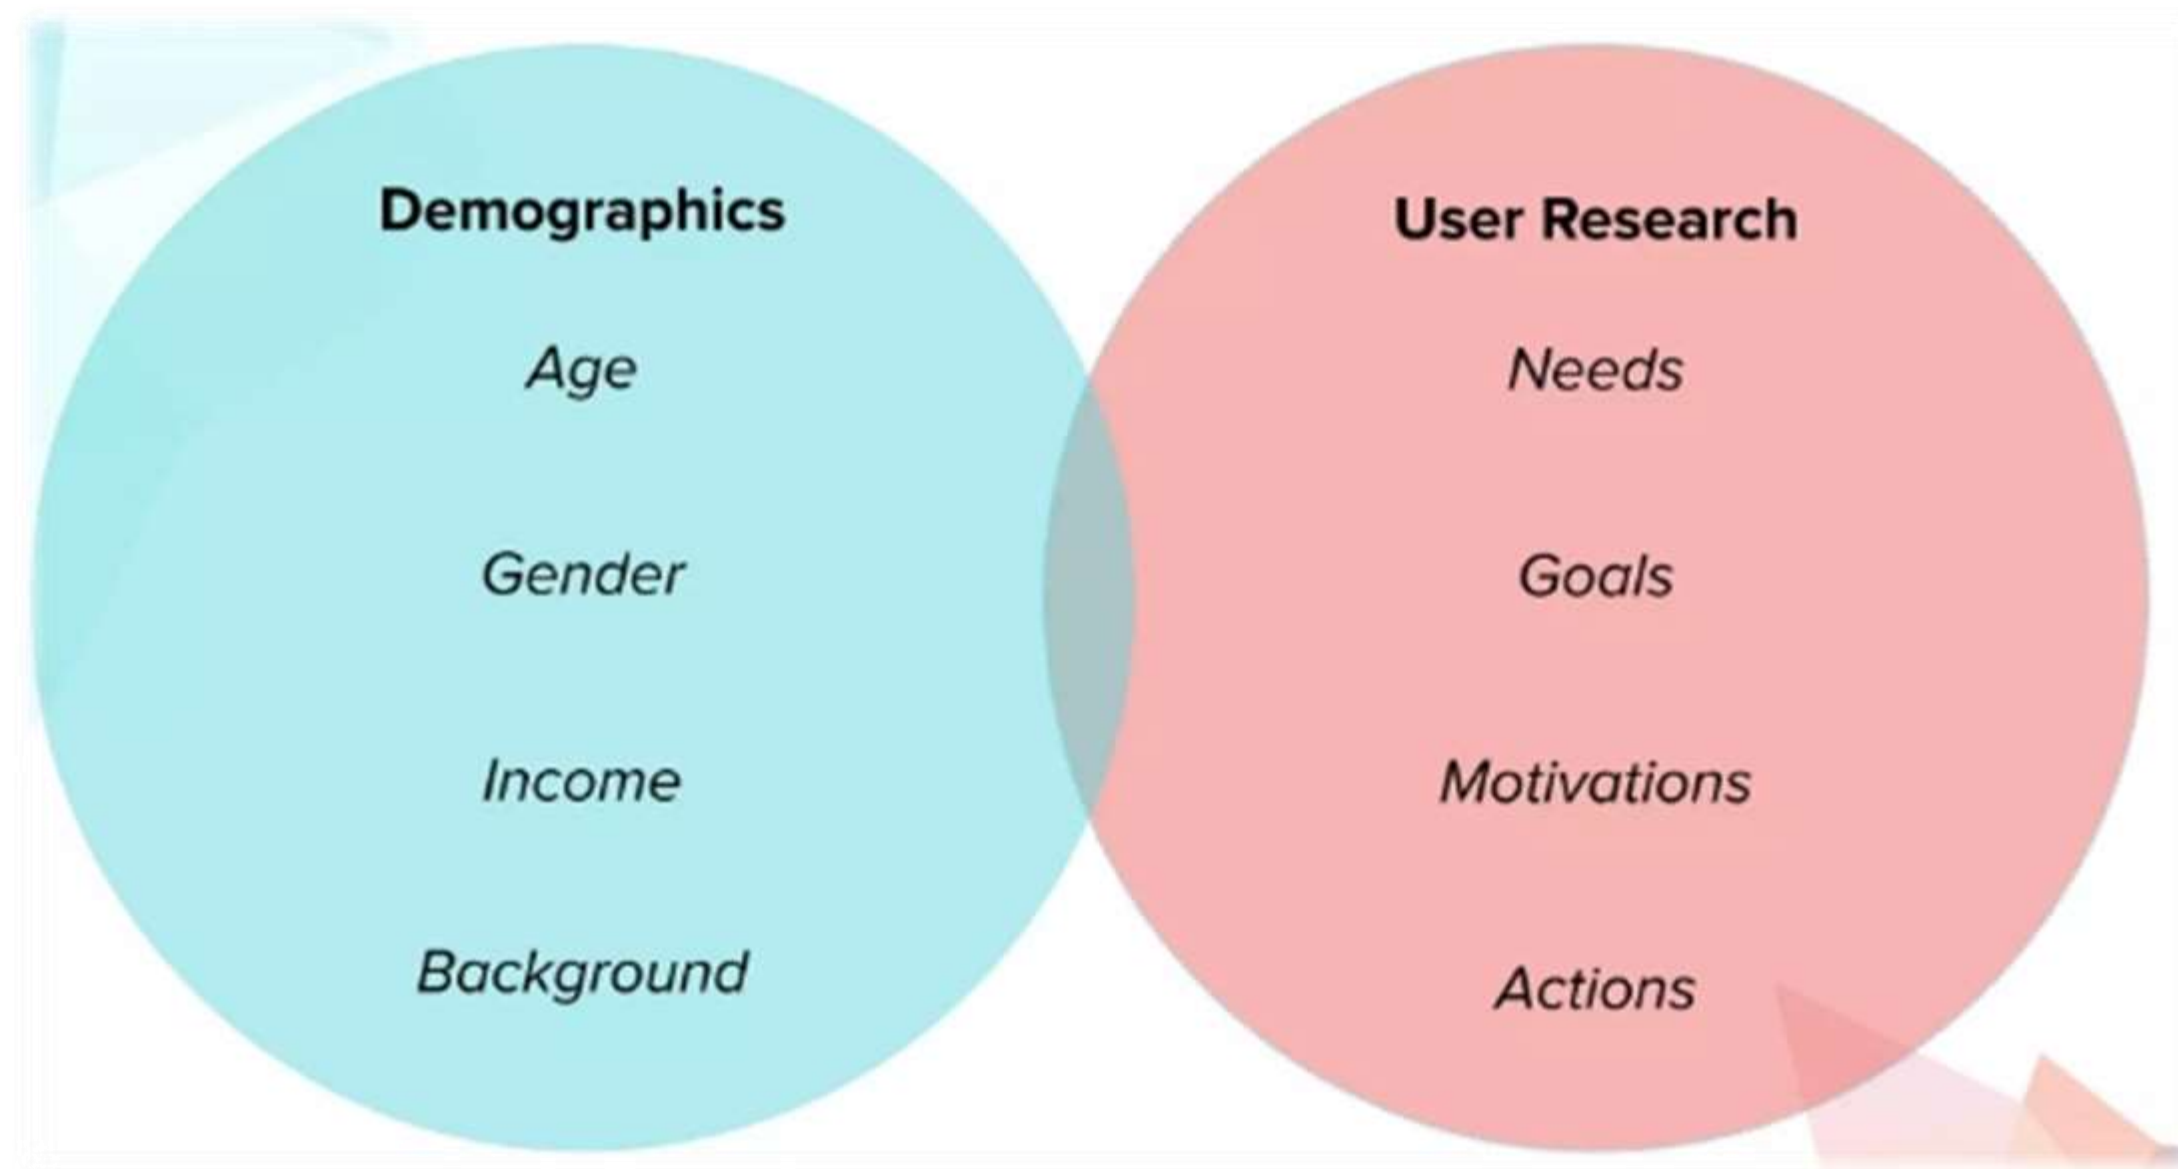 Demographics
Age
Gender
Income
Background
User Research
Needs
Goals
Motivations
Actions